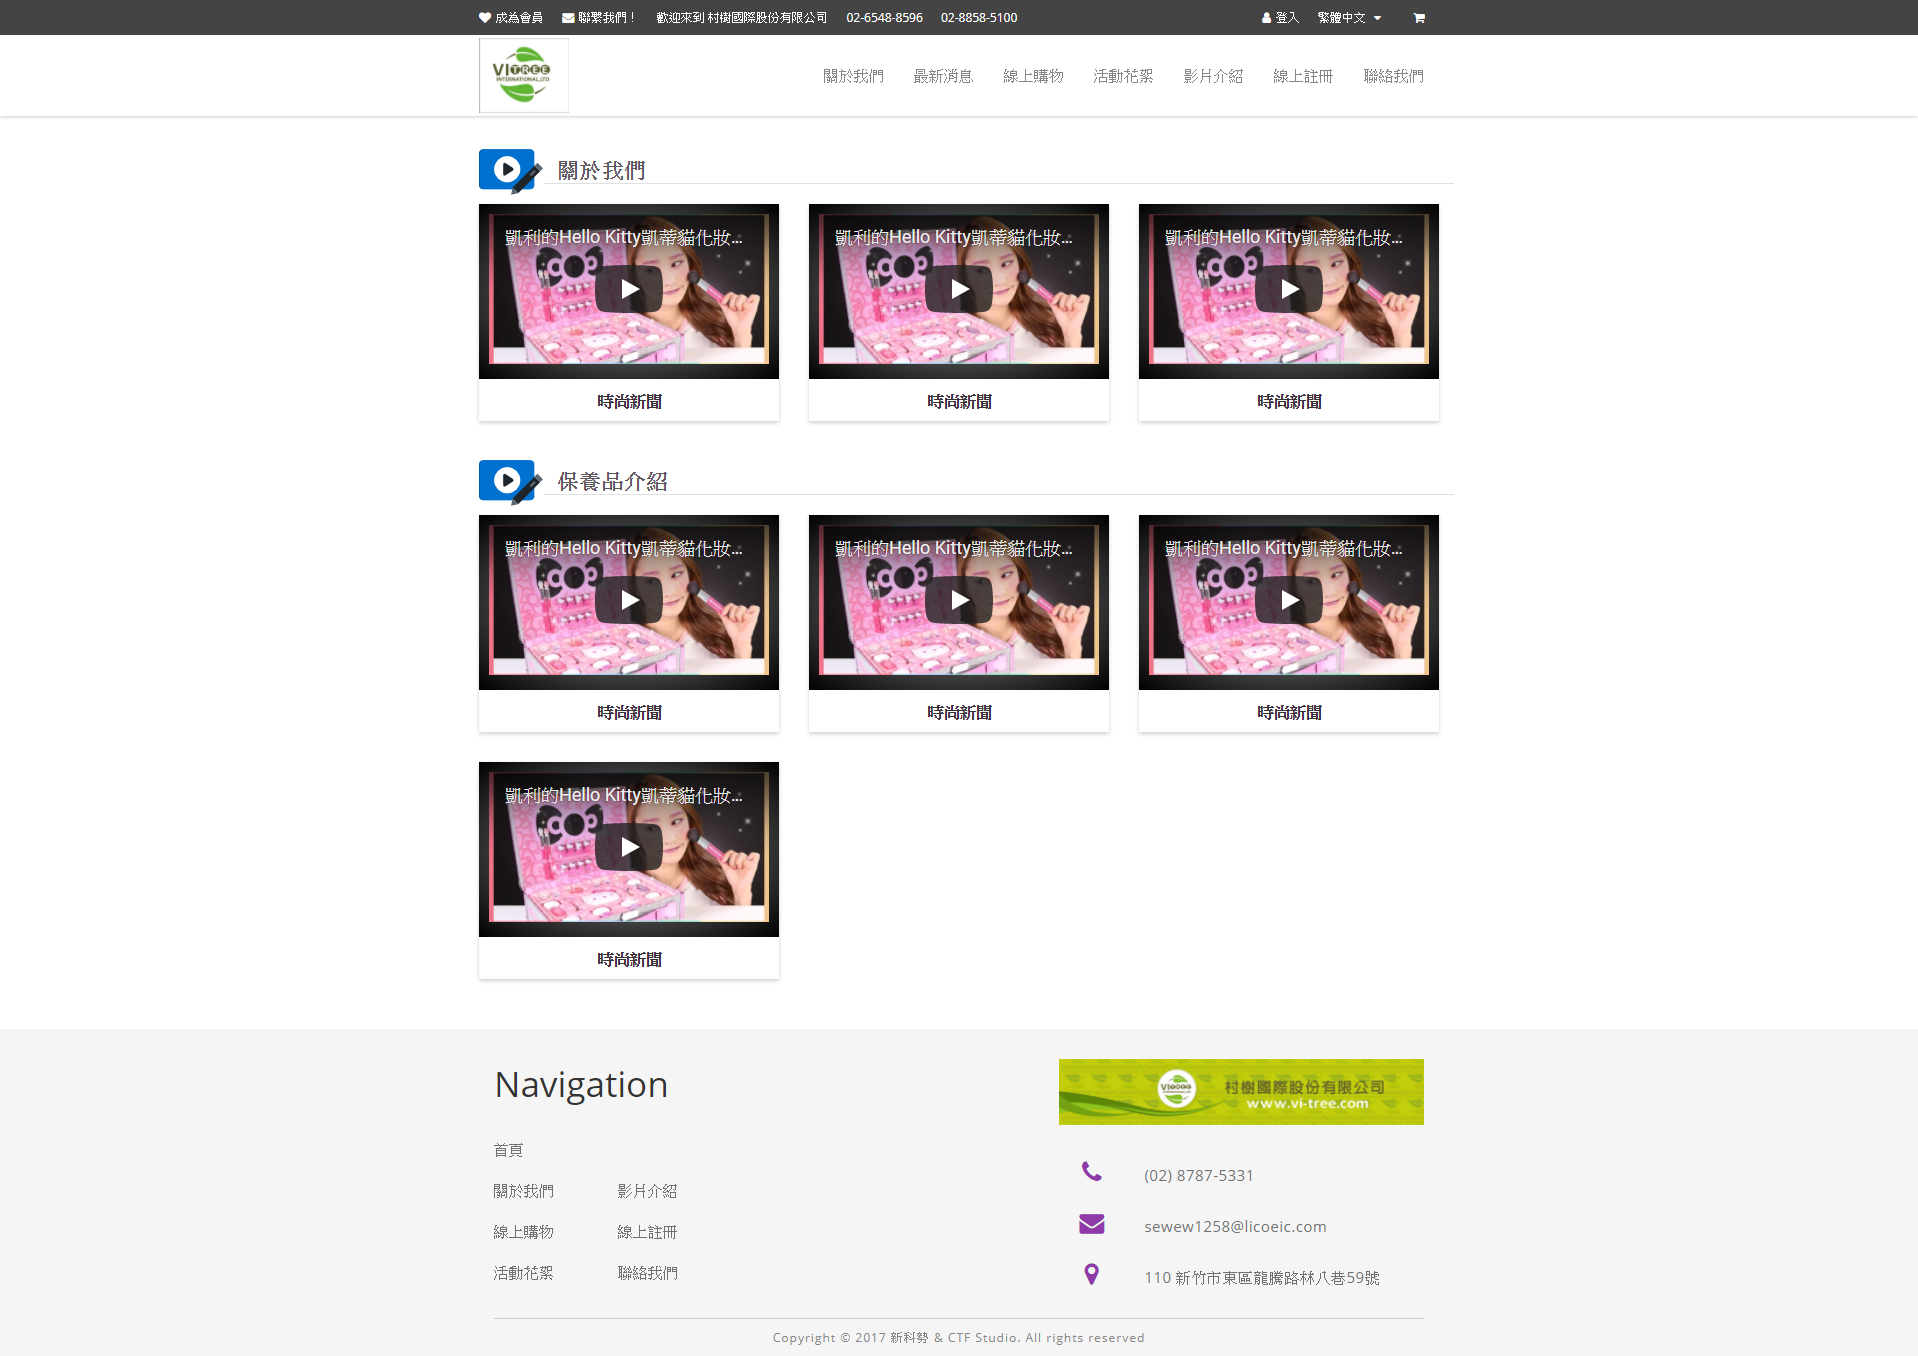 成為會員 聯繫我們！ 歡迎來到 村樹國際股份有限公司 02-6548-8596 02-8858-5100 登入 繁體中文
VITREE
INTERNATIONAL,LTD
關於我們 最新消息 線上購物 活動花絮 影片介紹 線上註冊 聯絡我們
關於我們
凱利的Hello Kitty凱蒂貓化妝... 凱利的Hello Kitty凱蒂貓化妝... 凱利的Hello Kitty凱蒂貓化妝...
時尚新聞 時尚新聞 時尚新聞
保養品介紹
凱利的Hello Kitty凱蒂貓化妝... 凱利的Hello Kitty凱蒂貓化妝... 凱利的Hello Kitty凱蒂貓化妝...
時尚新聞 時尚新聞 時尚新聞
凱利的Hello Kitty凱蒂貓化妝...
時尚新聞
Navigation
首頁
關於我們 影片介紹
線上購物 線上註冊
活動花絮 聯絡我們
VITREE
村樹國際股份有限公司
www.vi-tree.com
(02) 8787-5331
sewew1258@licoeic.com
110 新竹市東區龍騰路林八巷59號
Copyright © 2017 新科勢 & CTF Studio. All rights reserved